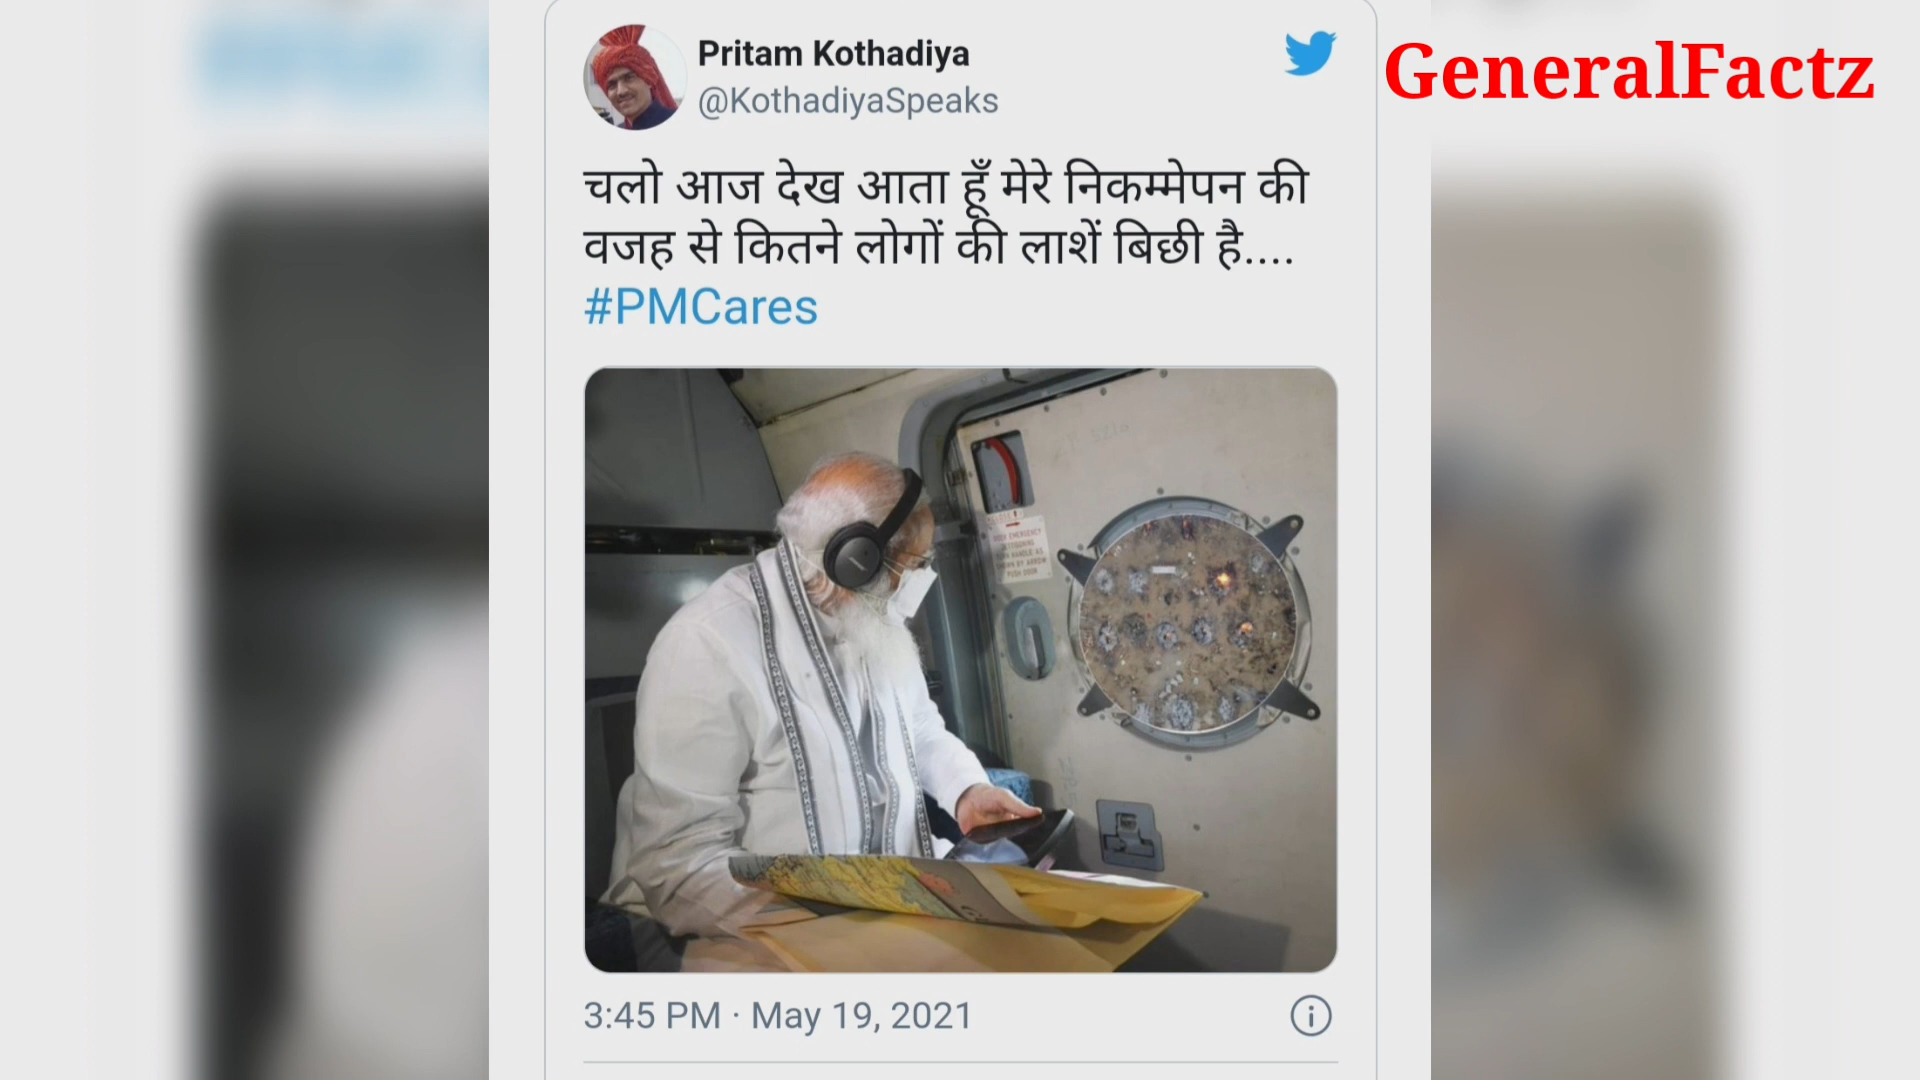 Pritam Kothadiya
@KothadiyaSpeaks
GeneralFactz
चलो आज देख आता हूँ मेरे निकम्मेपन की
वजह से कितने लोगों की लाशें बिछी है....
#PMCares
3:45 PM · May 19, 2021